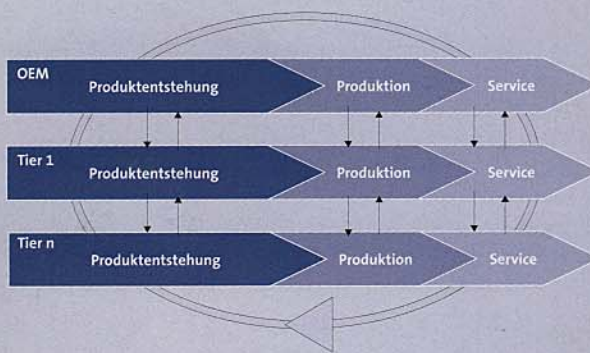 OEM
Produktentstehung Produktion Service
Tier 1
Produktentstehung Produktion Service
Tier n
Produktentstehung Produktion Service